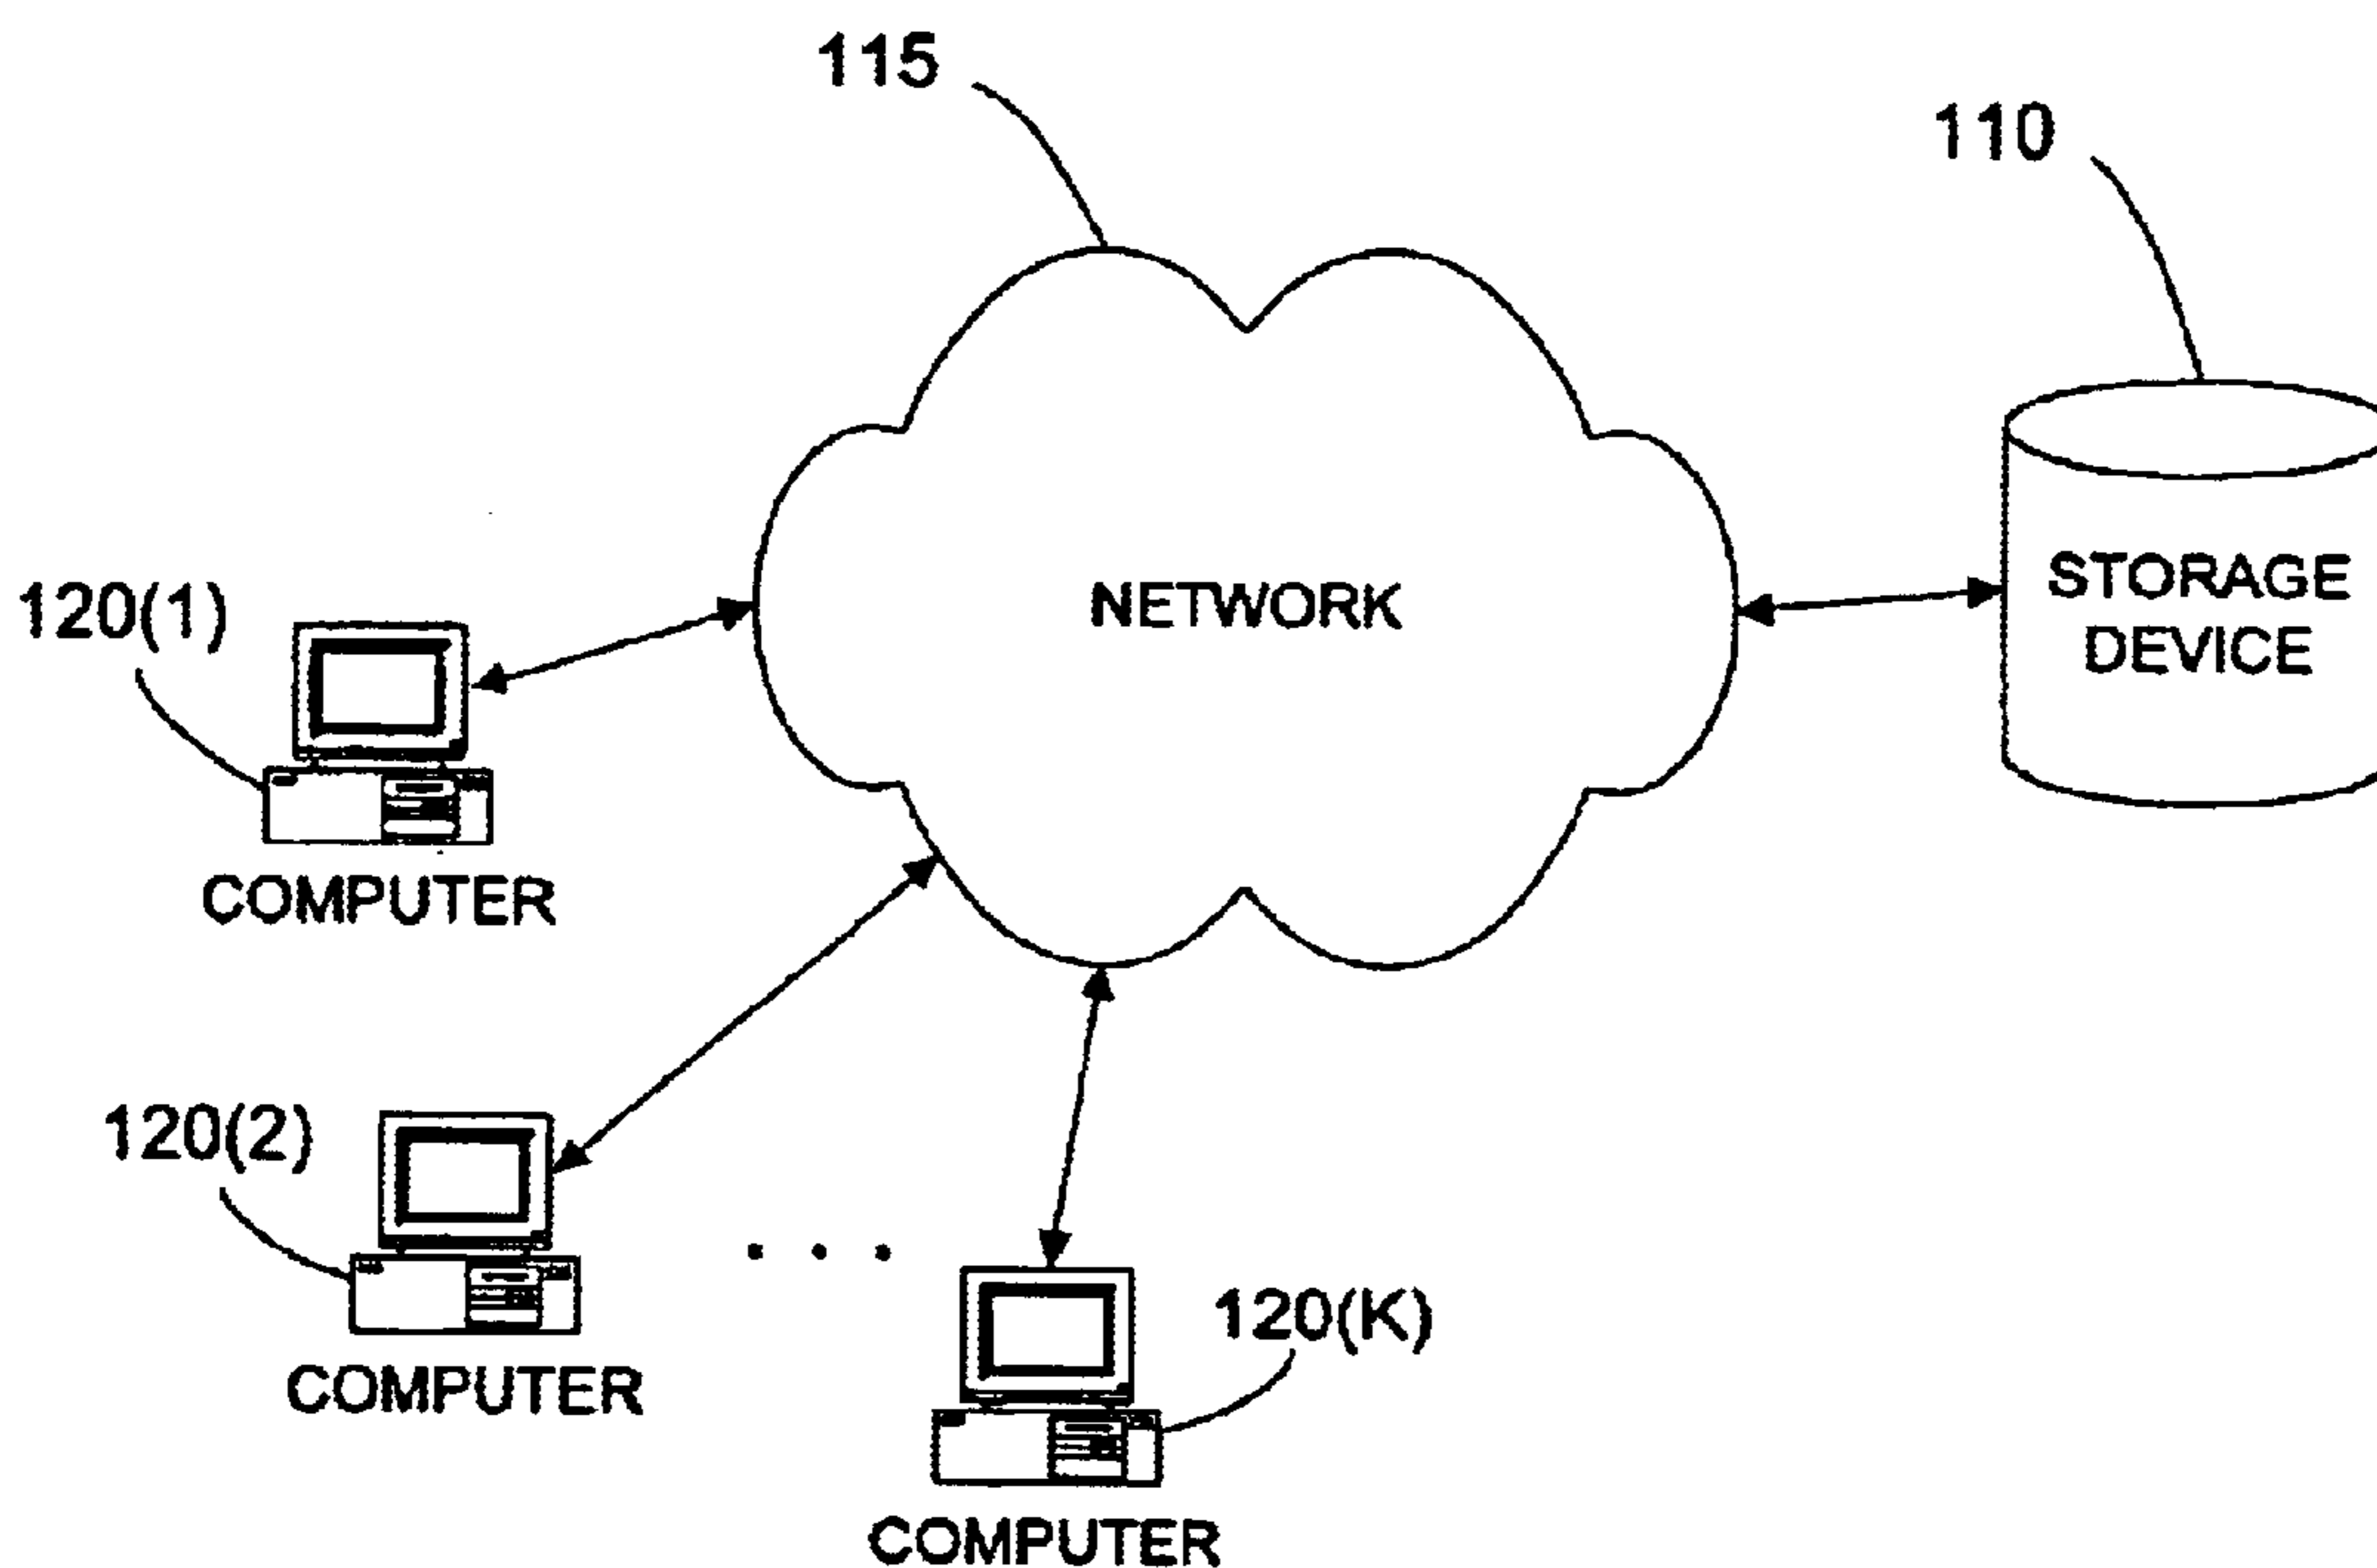 115
110
NETWORK
STORAGE
DEVICE
120(1)
COMPUTER
120(2)
COMPUTER
120(K)
COMPUTER